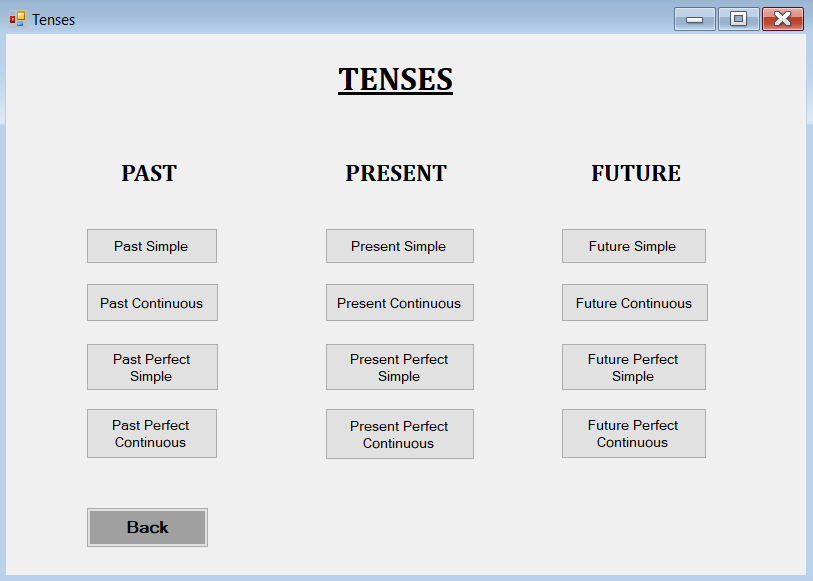 Tenses
TENSES
PAST
PRESENT
FUTURE
Past Simple
Present Simple
Future Simple
Past Continuous
Present Continuous
Future Continuous
Past Perfect
Simple
Present Perfect
Simple
Future Perfect
Simple
Past Perfect
Continuous
Present Perfect
Continuous
Future Perfect
Continuous
Back